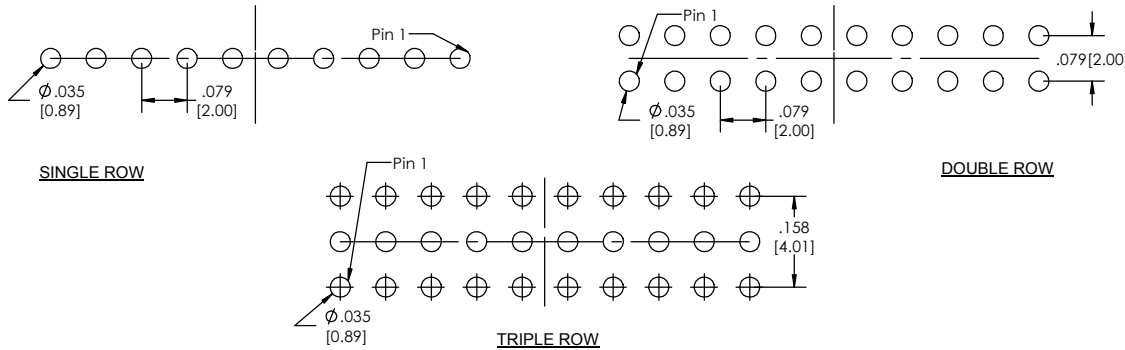 Pin 1
Ø.035
[0.89]
.079
[2.00]
SINGLE ROW
Pin 1
.079[2.00]
Ø.035
[0.89]
.079
[2.00]
DOUBLE ROW
Pin 1
.158
[4.01]
Ø.035
[0.89]
TRIPLE ROW